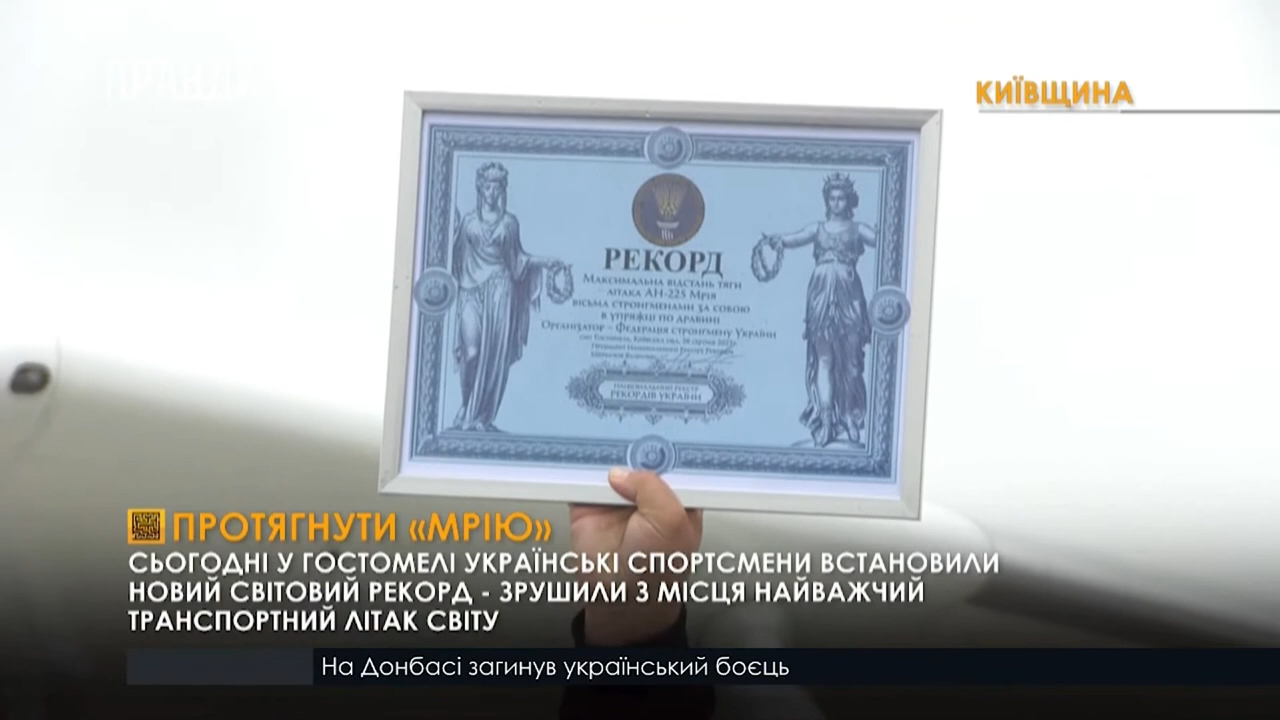 ПРАВДА
КИЇВЩИНА
РЕКОРД
МАКСИМАЛЬНА ВІДСТАНЬ ТЯГИ
ЛІТАКА АН-225 МРІЯ
ВІСЬМА СТРОНГМЕНАМИ ЗА СОБОЮ
В УПРЯЖЦІ ПО ДРАБИНІ
ОРГАНІЗАТОР – ФЕДЕРАЦІЯ СТРОНГМЕНУ УКРАЇНИ
НАЦІОНАЛЬНИЙ РЕЄСТР
РЕКОРДІВ УКРАЇНИ
ПРОТЯГНУТИ «МРІЮ»
СЬОГОДНІ У ГОСТОМЕЛІ УКРАЇНСЬКІ СПОРТСМЕНИ ВСТАНОВИЛИ
НОВИЙ СВІТОВИЙ РЕКОРД - ЗРУШИЛИ З МІСЦЯ НАЙВАЖЧИЙ
ТРАНСПОРТНИЙ ЛІТАК СВІТУ
На Донбасі загинув український боєць